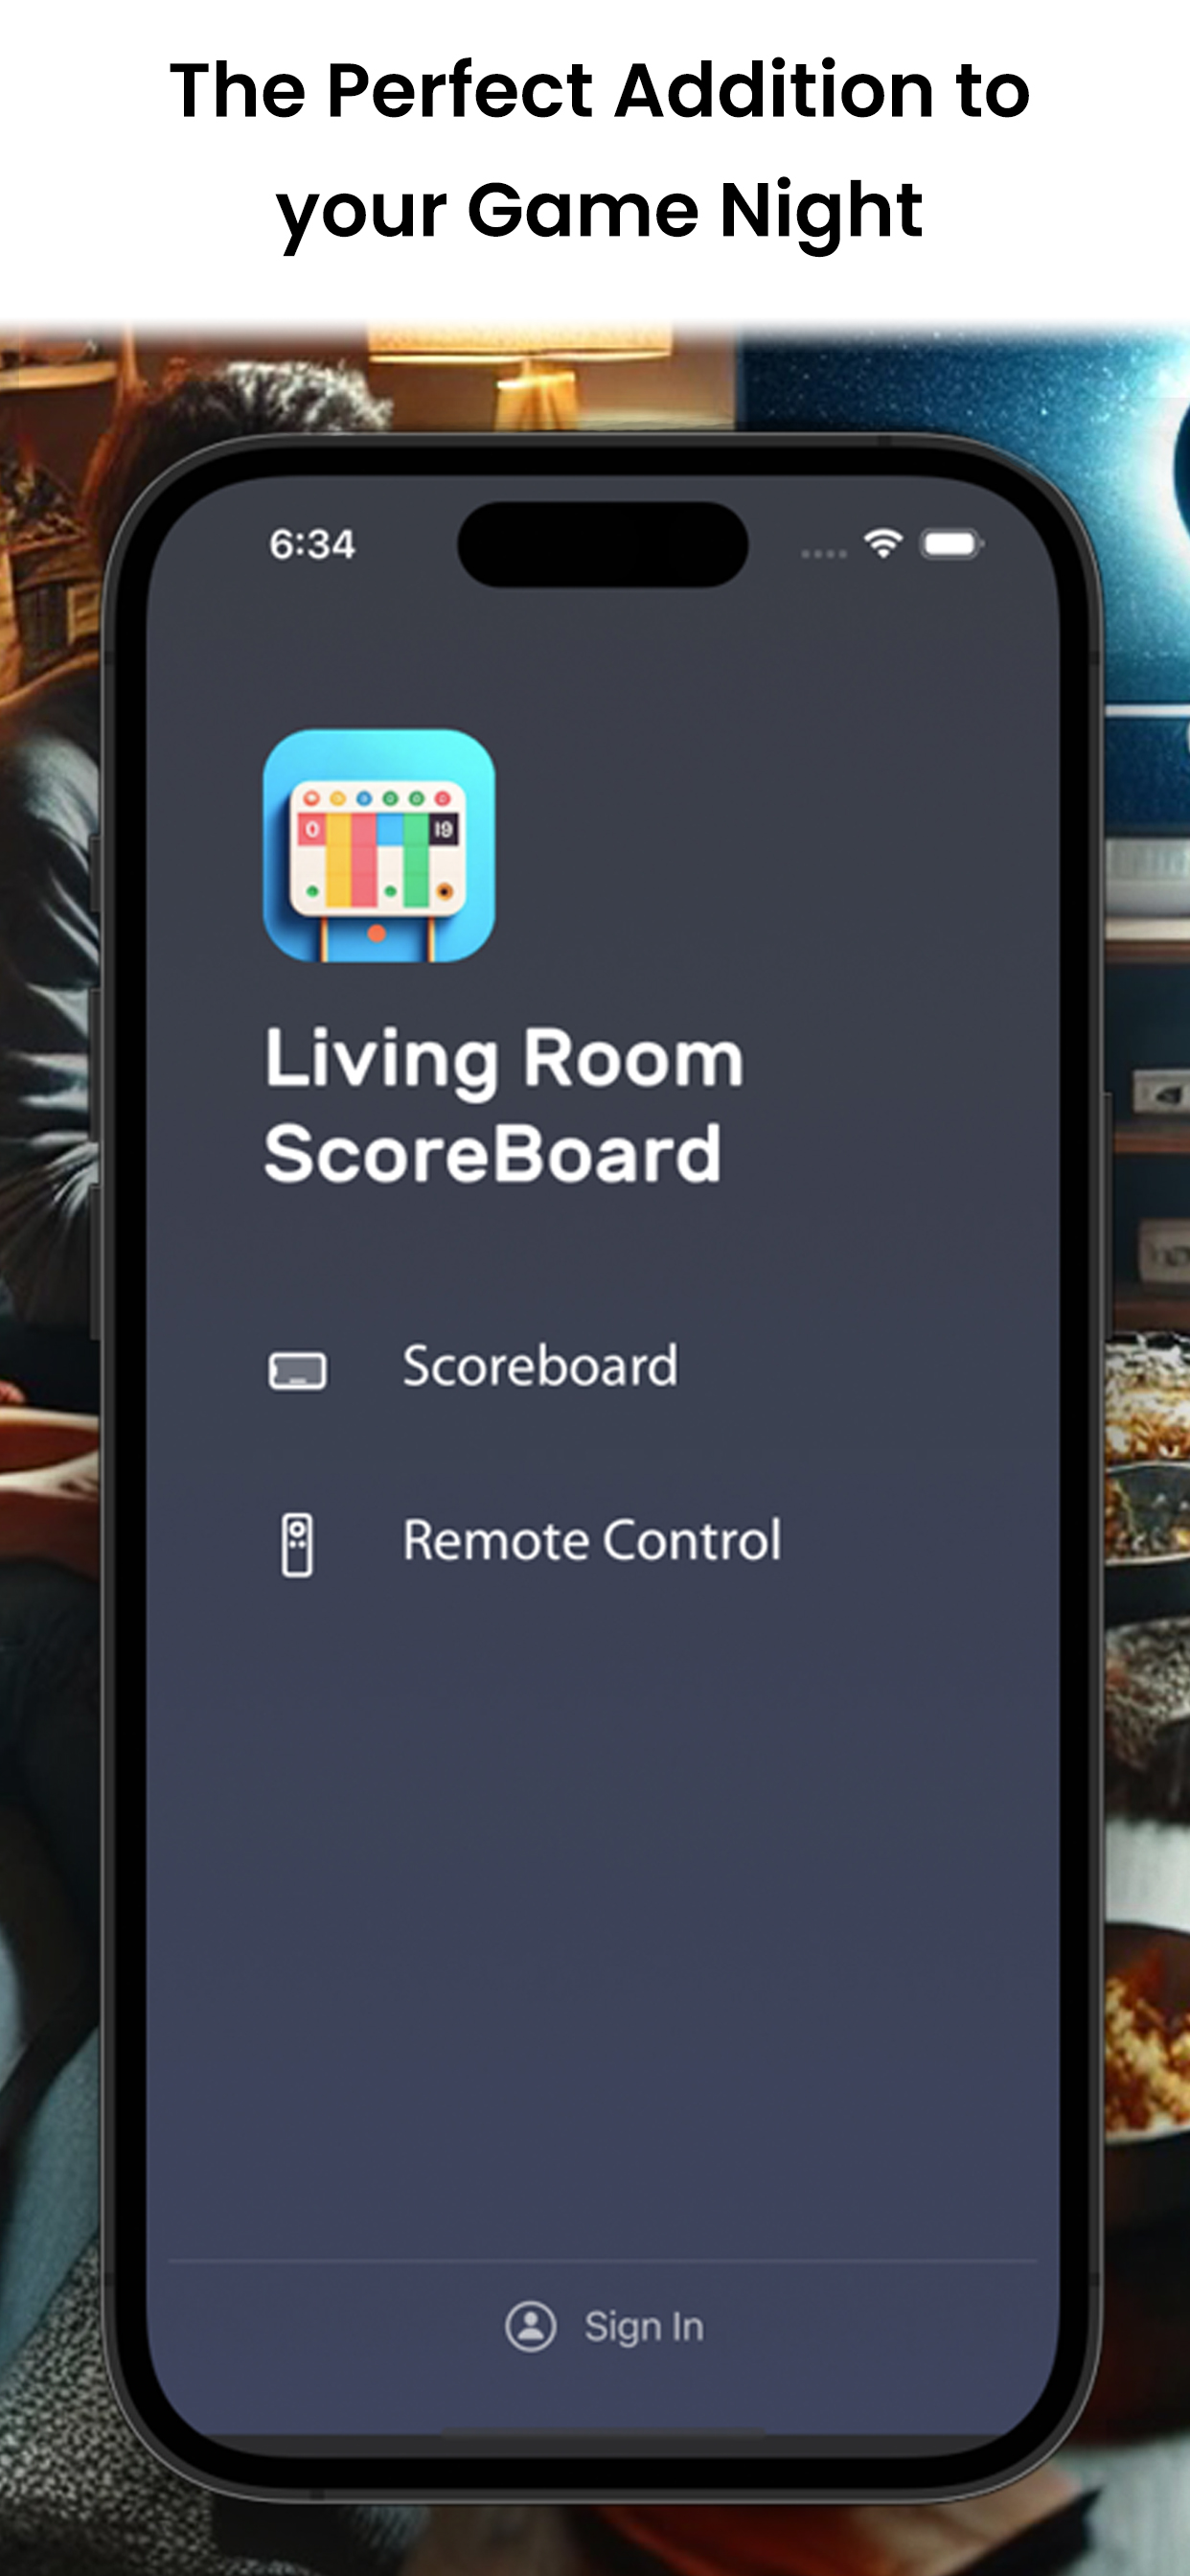 The Perfect Addition to
your Game Night
6:34
0 19
Living Room
ScoreBoard
Scoreboard
Remote Control
Sign In